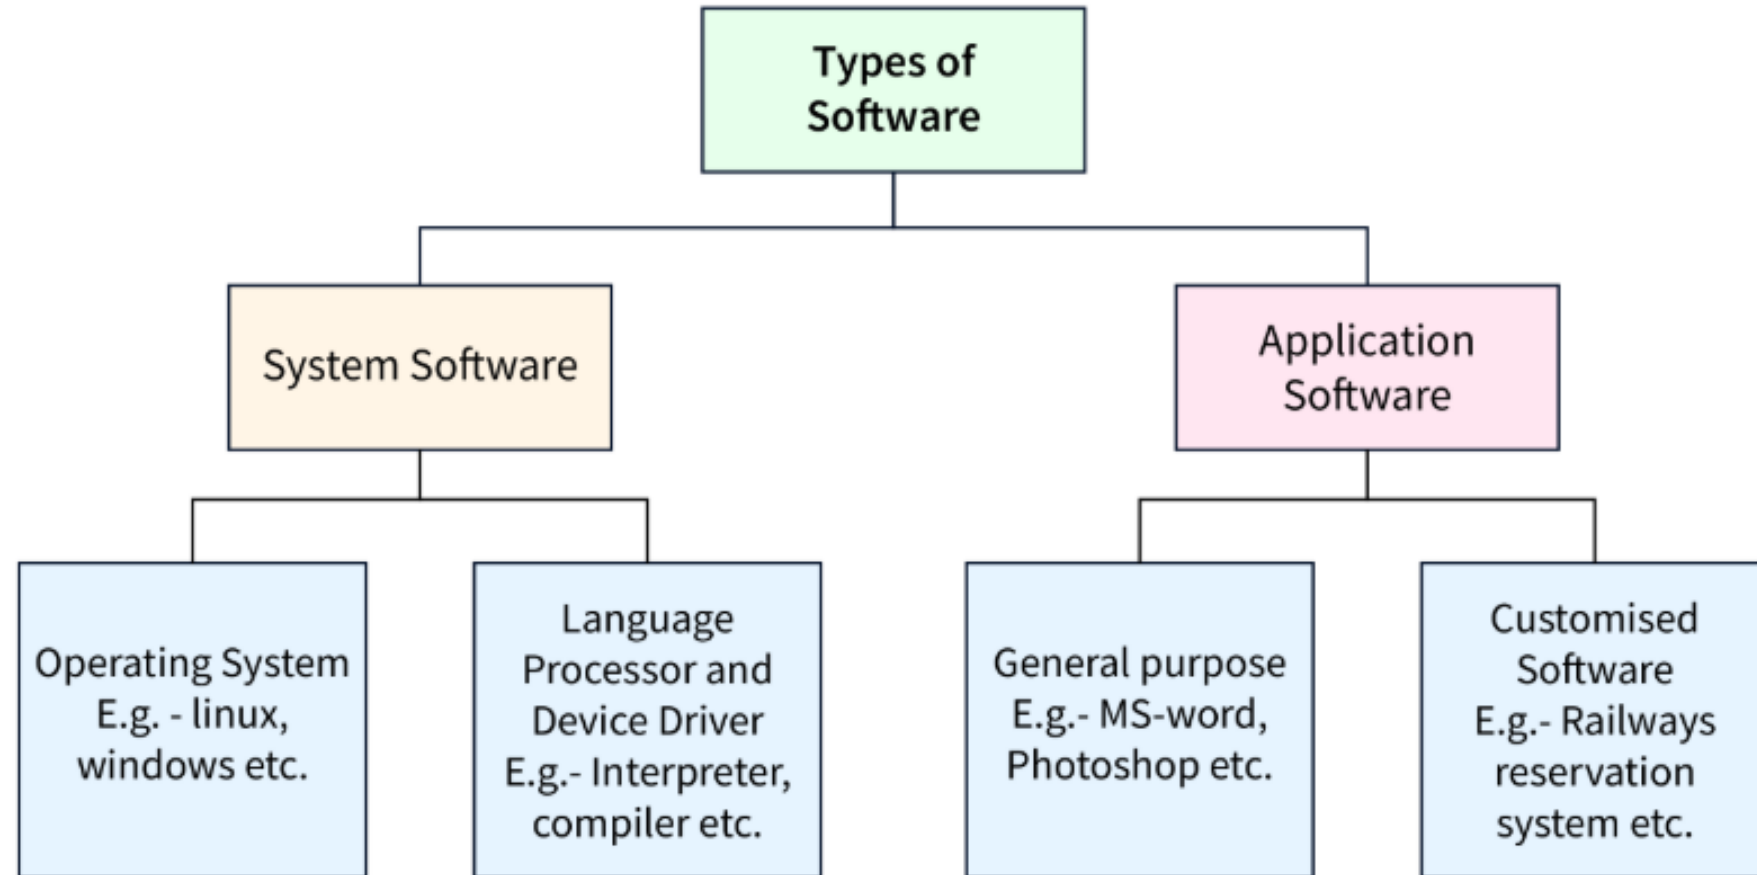 Types of
Software
System Software
Application
Software
Operating System
E.g. - linux,
windows etc.
Language
Processor and
Device Driver
E.g.- Interpreter,
compiler etc.
General purpose
E.g.- MS-word,
Photoshop etc.
Customised
Software
E.g.- Railways
reservation
system etc.